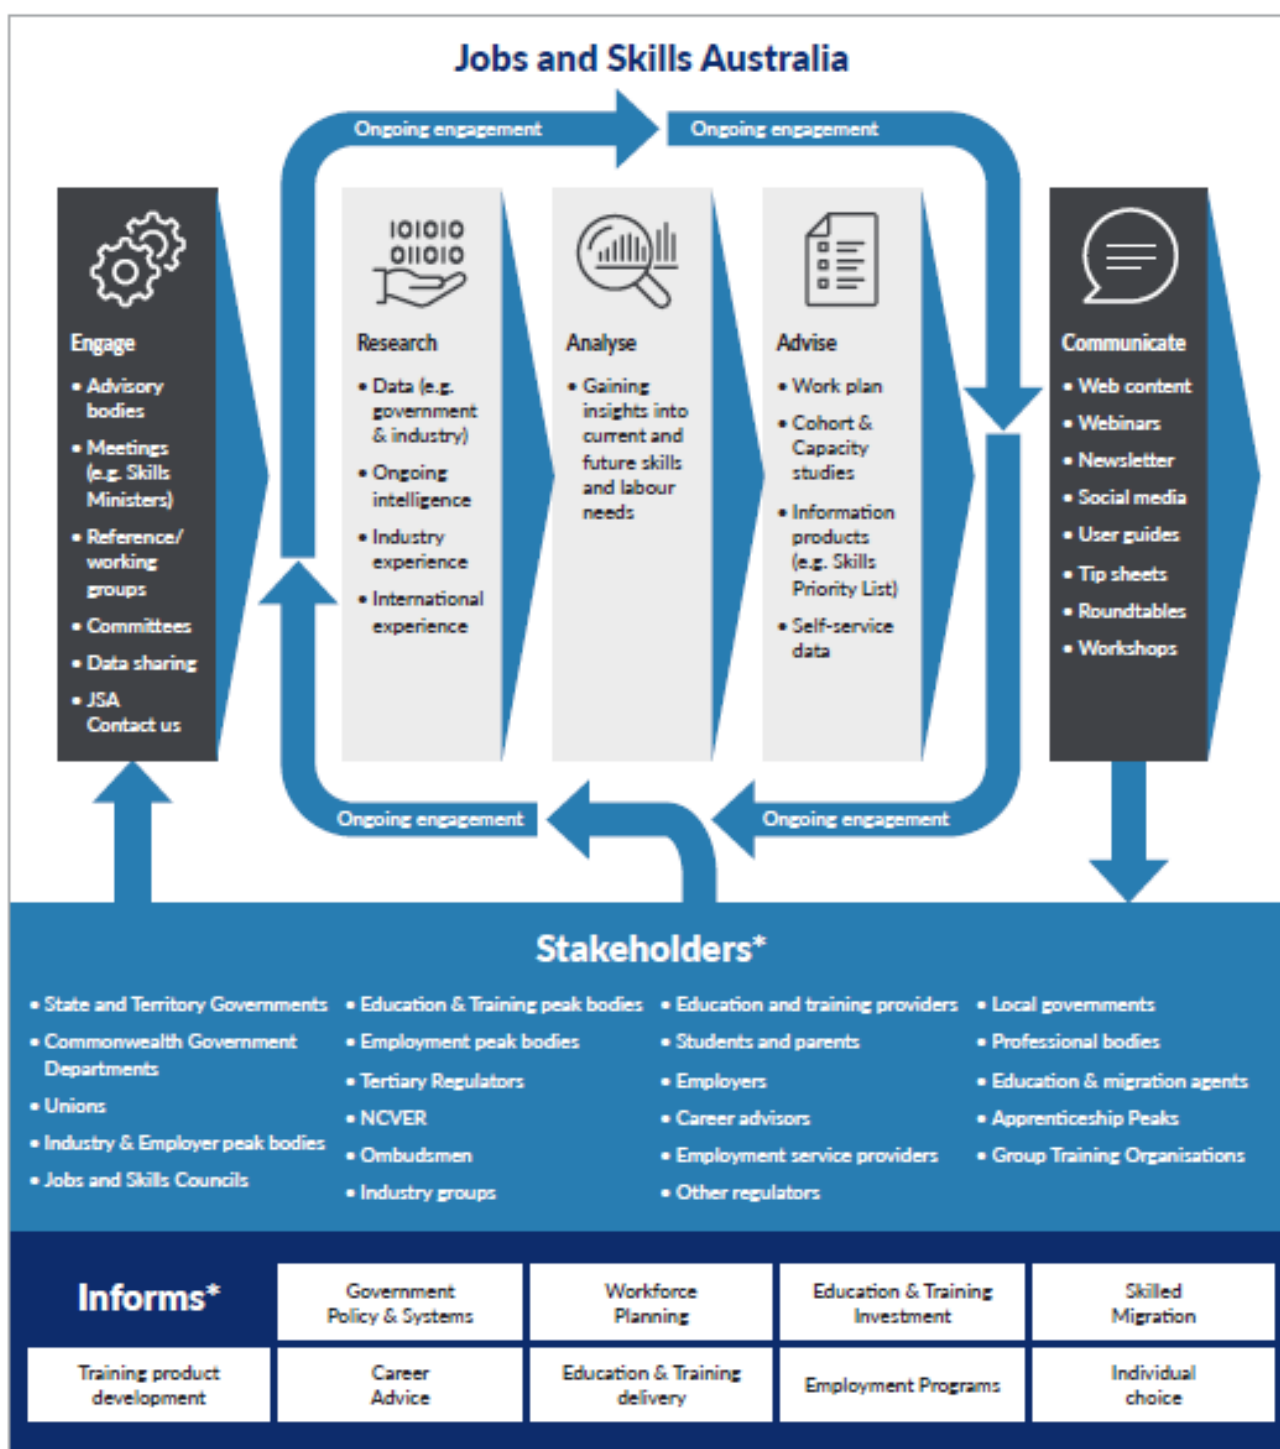 Jobs and Skills Australia
Ongoing engagement
Ongoing engagement
101010
011010
Engage
• Advisory
bodies
• Meetings
(e.g. Skills
Ministers)
• Reference/
working
groups
• Committees
• Data sharing
• JSA
Contact us
Research
• Data (e.g.
government
& industry)
• Ongoing
intelligence
• Industry
experience
• International
experience
Analyse
• Gaining
insights into
current and
future skills
and labour
needs
Advise
• Work plan
• Cohort &
Capacity
studies
• Information
products
(e.g. Skills
Priority List)
• Self-service
data
Communicate
• Web content
• Webinars
• Newsletter
• Social media
• User guides
• Tip sheets
• Roundtables
• Workshops
Ongoing engagement
Ongoing engagement
Stakeholders*
• State and Territory Governments
• Commonwealth Government
Departments
• Unions
• Industry & Employer peak bodies
• Jobs and Skills Councils
• Education & Training peak bodies
• Employment peak bodies
• Tertiary Regulators
• NCVER
• Ombudsmen
• Industry groups
• Education and training providers
• Students and parents
• Employers
• Career advisors
• Employment service providers
• Other regulators
• Local governments
• Professional bodies
• Education & migration agents
• Apprenticeship Peaks
• Group Training Organisations
Informs*
Government
Policy & Systems
Workforce
Planning
Education & Training
Investment
Skilled
Migration
Training product
development
Career
Advice
Education & Training
delivery
Employment Programs
Individual
choice